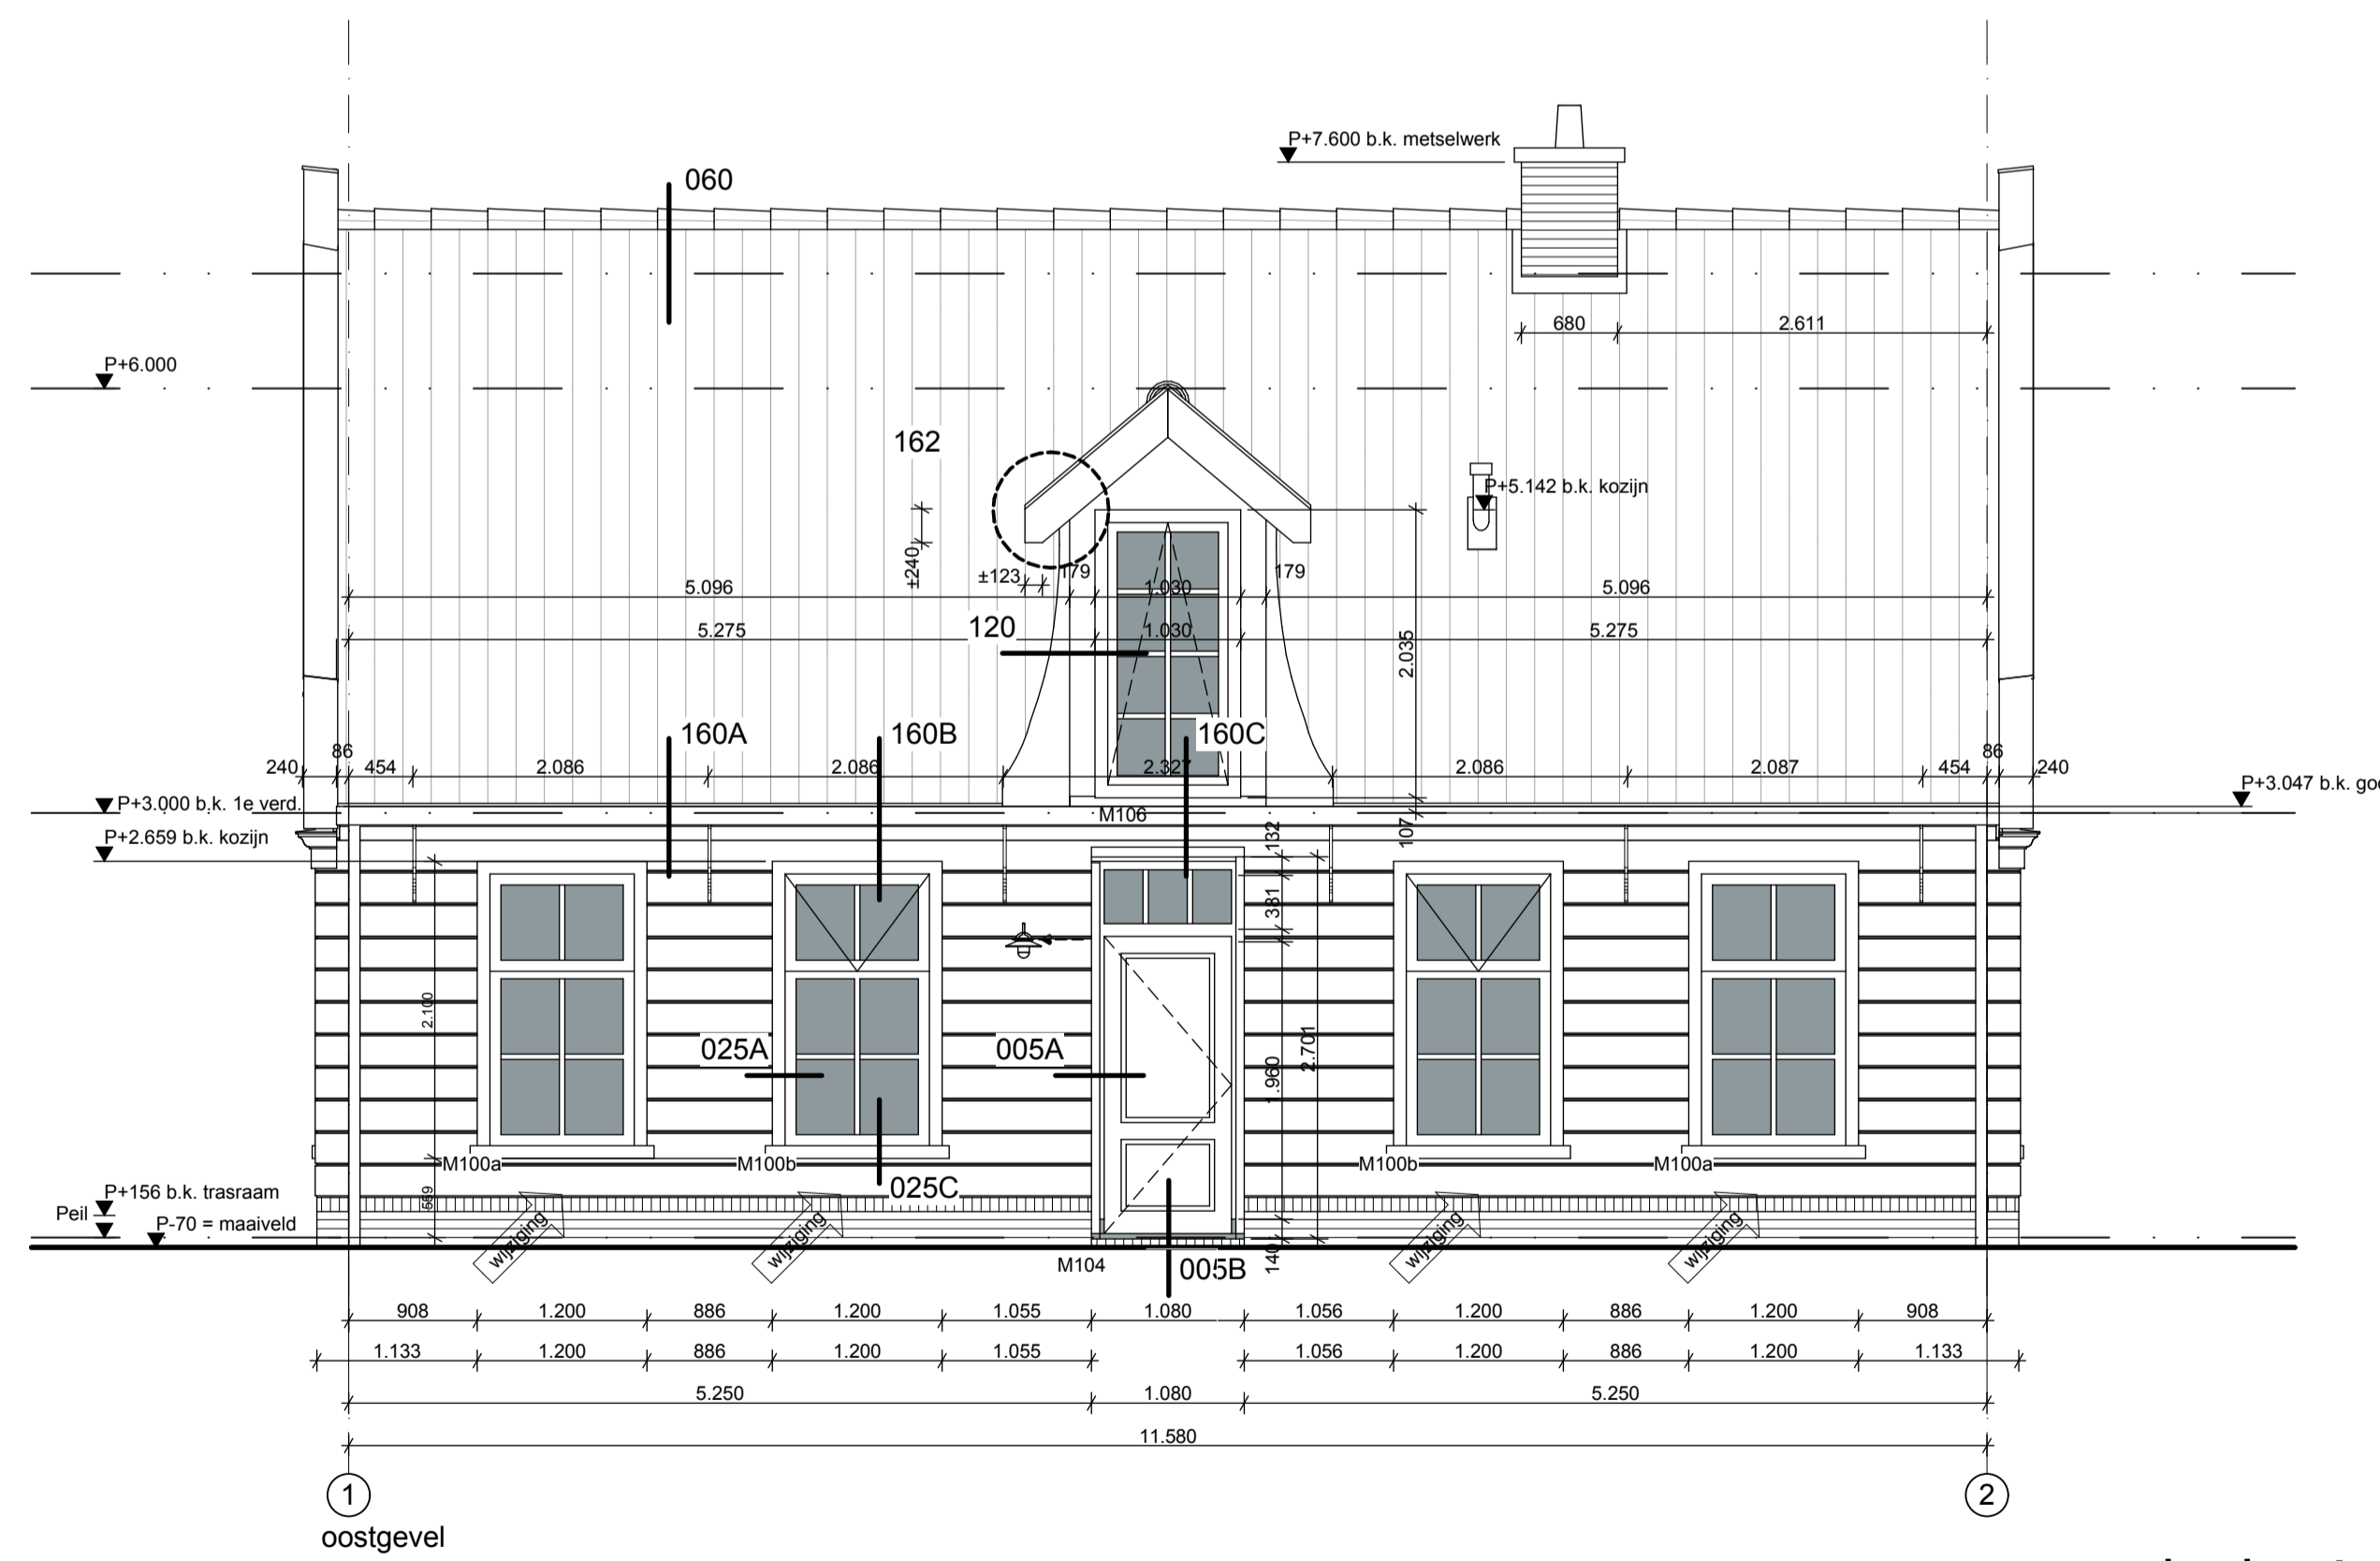 P+7.600 b.k. metselwerk
060
680
2.611
P+6.000
162
P+5.142 b.k. kozijn
±240
±123
179
179
5.096
1.030
5.096
120
5.275
1.030
5.275
2.035
160A
160B
160C
240
86
454
2.086
2.086
2.327
2.086
2.087
454
86
240
P+3.000 b.k. 1e verd.
P+3.047 b.k.
M106
107
132
P+2.659 b.k. kozijn
381
2.100
025A
005A
1.960
2.701
M100a
M100b
M100b
M100a
025C
559
P+156 b.k. trasraam
Peil
P-70 = maaiveld
wijziging
wijziging
wijziging
wijziging
M104
005B
140
908
1.200
886
1.200
1.055
1.080
1.056
1.200
886
1.200
908
1.133
1.200
886
1.200
1.055
1.056
1.200
886
1.200
1.133
5.250
1.080
5.250
11.580
1
2
oostgevel